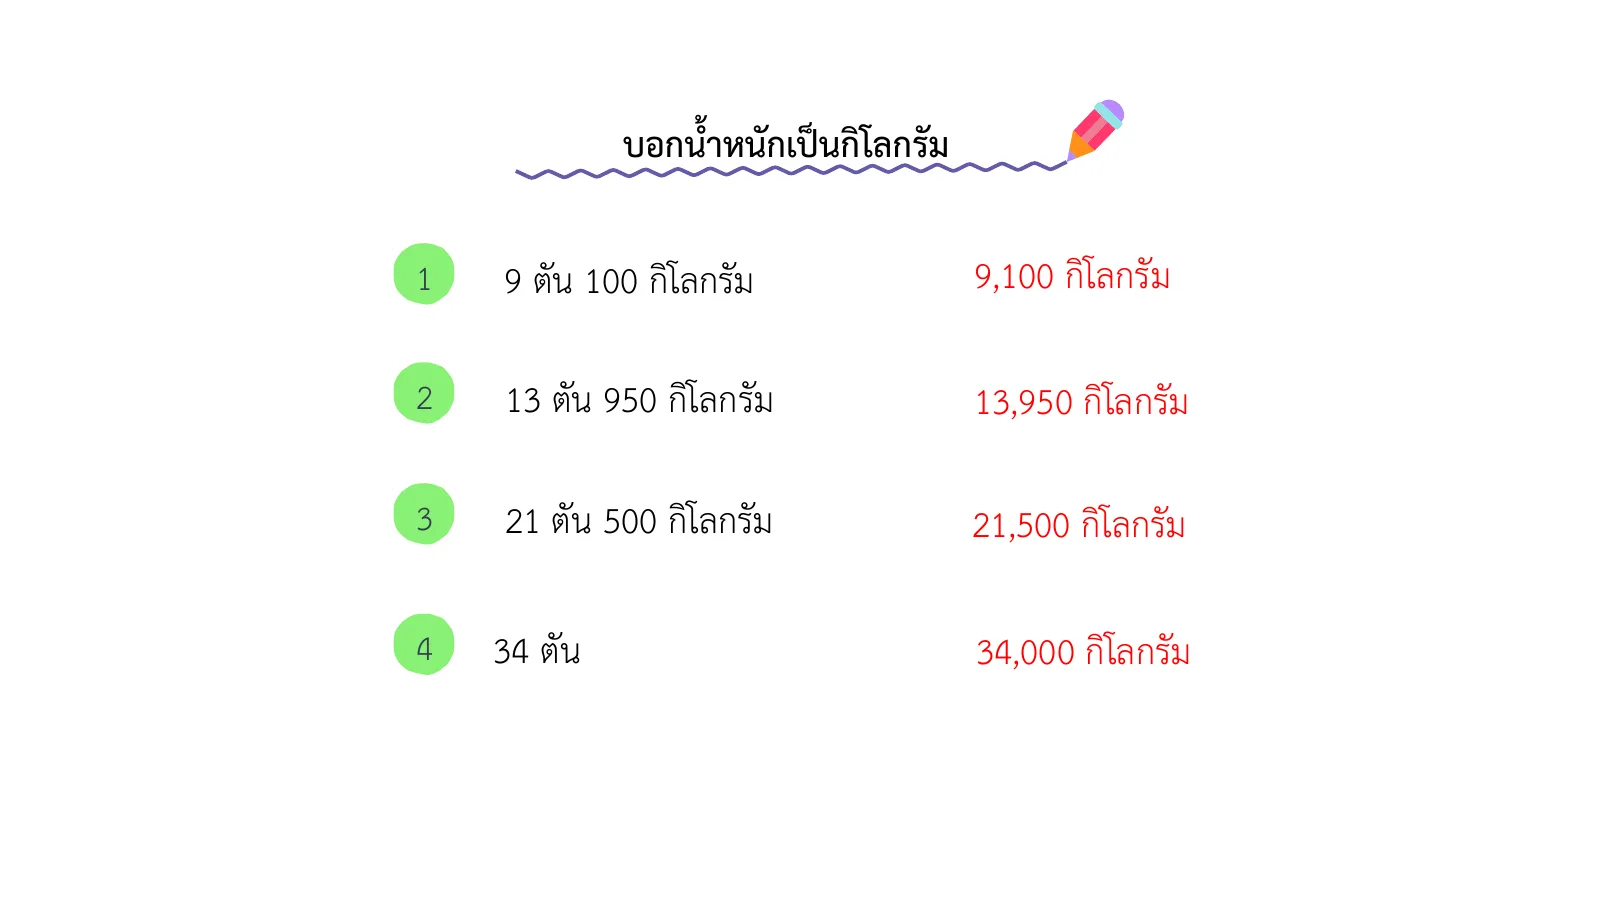 บอกน้ำหนักเป็นกิโลกรัม
1 9 ตัน 100 กิโลกรัม 9,100 กิโลกรัม
2 13 ตัน 950 กิโลกรัม 13,950 กิโลกรัม
3 21 ตัน 500 กิโลกรัม 21,500 กิโลกรัม
4 34 ตัน 34,000 กิโลกรัม